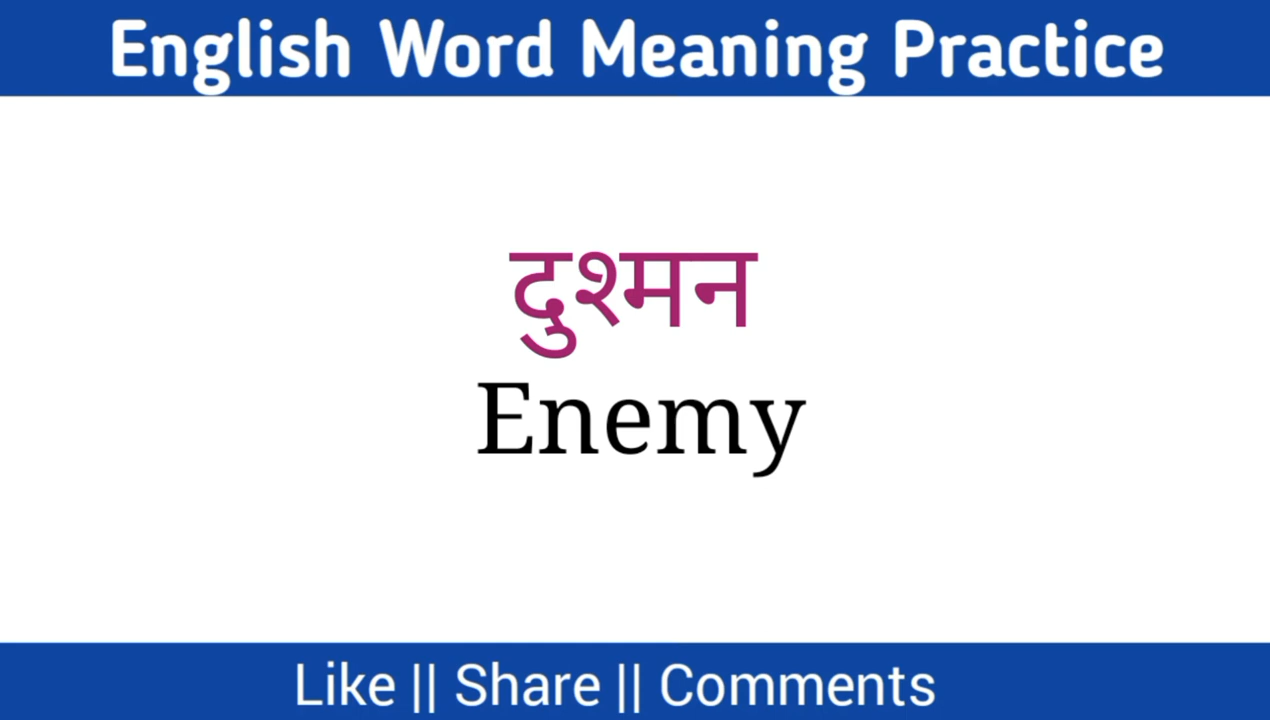 English Word Meaning Practice
दुश्मन
Enemy
Like || Share || Comments